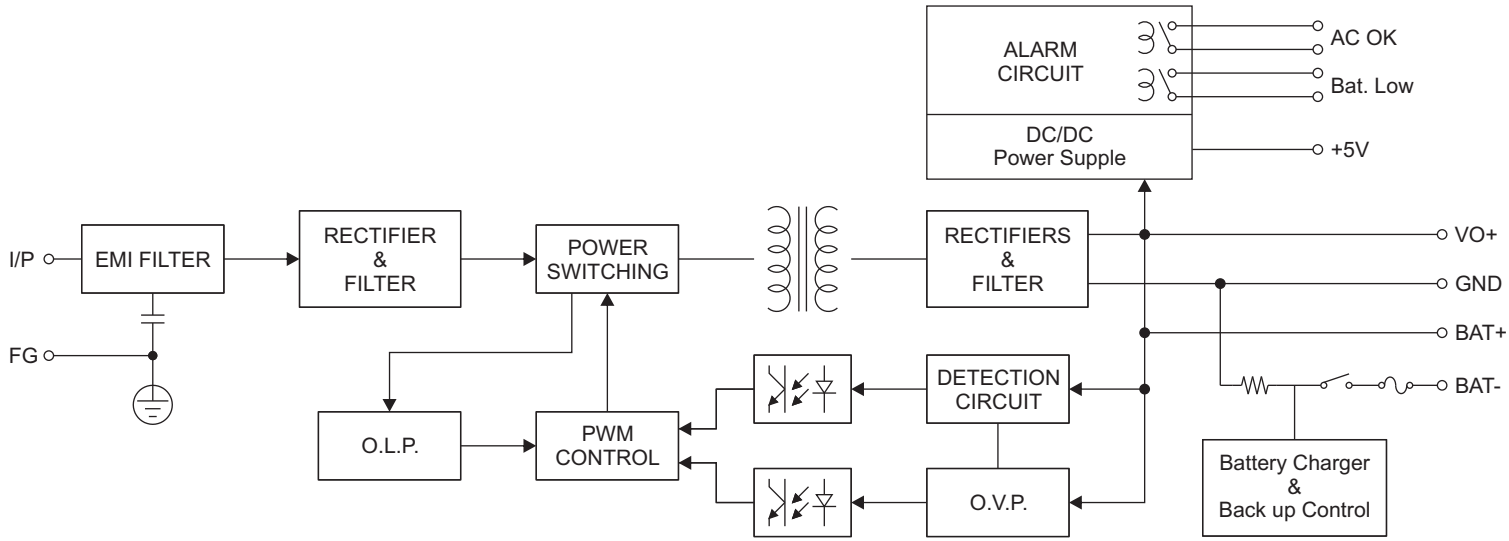 ALARM
CIRCUIT
AC OK
Bat. Low
DC/DC
Power Supple
+5V
I/P
EMI FILTER
RECTIFIER
&
FILTER
POWER
SWITCHING
RECTIFIERS
&
FILTER
VO+
GND
BAT+
BAT-
FG
O.L.P.
PWM
CONTROL
DETECTION
CIRCUIT
O.V.P.
Battery Charger
&
Back up Control